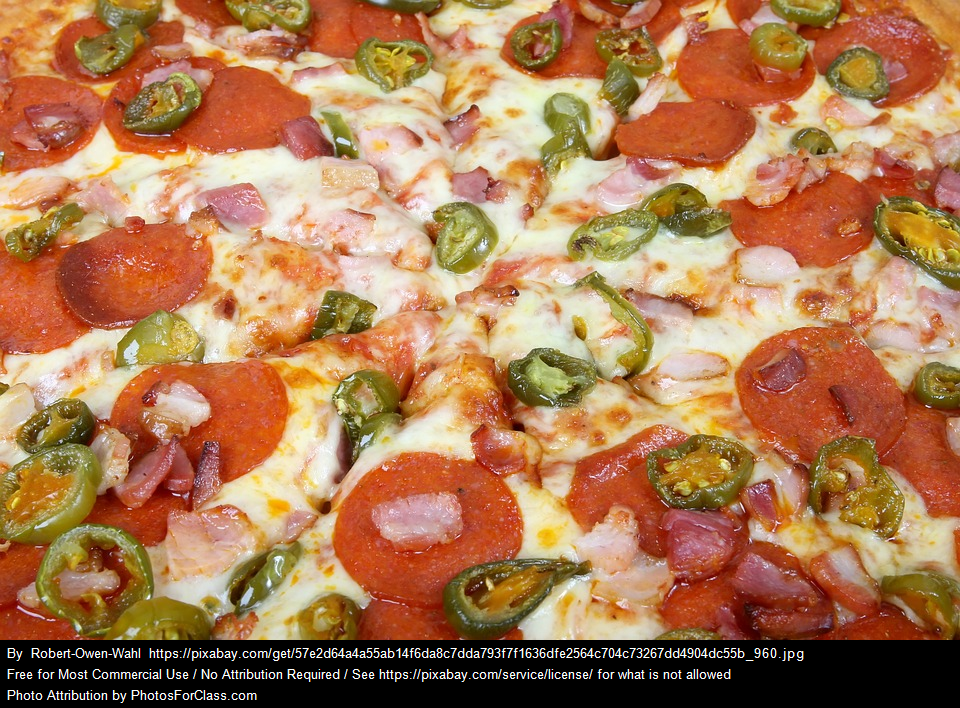 By Robert-Owen-Wahl https://pixabay.com/get/57e2d64a4a55ab14f6da8c7dda793f7f1636dfe2564c704c73267dd4904dc55b_960.jpg
Free for Most Commercial Use / No Attribution Required / See https://pixabay.com/service/license/ for what is not allowed
Photo Attribution by PhotosForClass.com